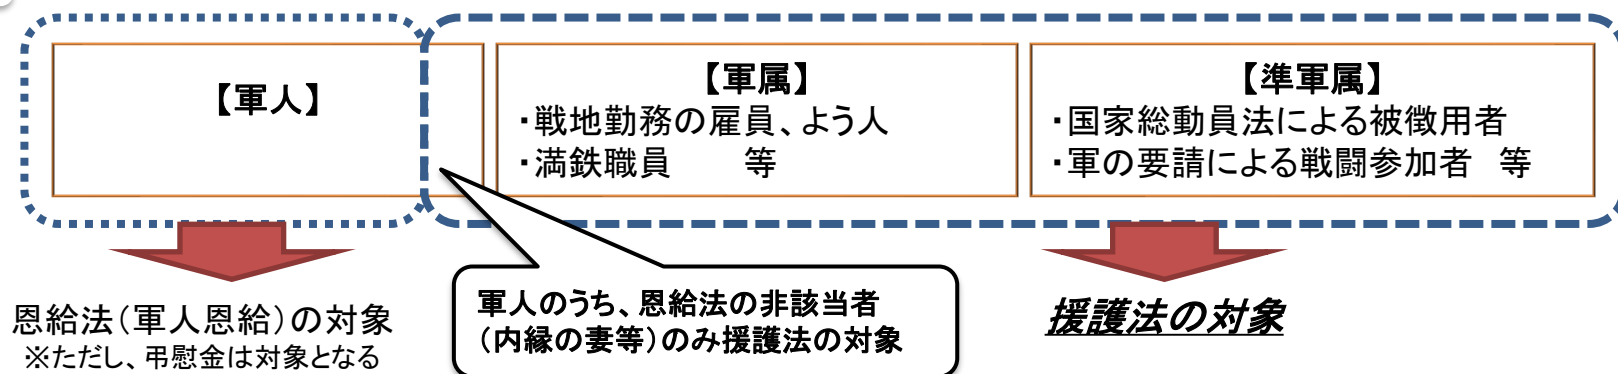 【軍人】
【軍属】
・戦地勤務の雇員、よう人
・満鉄職員　　等
【準軍属】
・国家総動員法による被徴用者
・軍の要請による戦闘参加者　等
恩給法(軍人恩給)の対象
※ただし、弔慰金は対象となる
軍人のうち、恩給法の非該当者
(内縁の妻等)のみ援護法の対象
援護法の対象